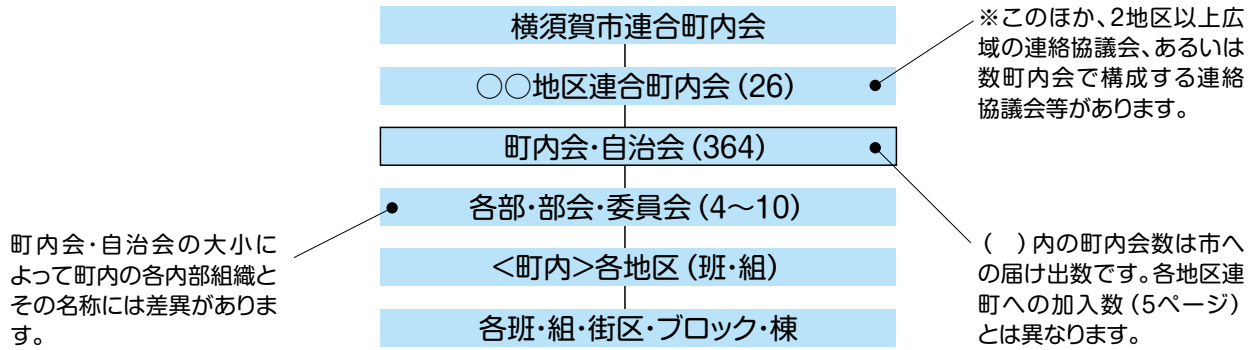 横須賀市連合町内会
○○地区連合町内会（26）
町内会・自治会（364）
各部・部会・委員会（4〜10）
<町内>各地区（班・組）
各班・組・街区・ブロック・棟
※このほか、2地区以上広
域の連絡協議会、あるいは
数町内会で構成する連絡
協議会等があります。
町内会・自治会の大小に
よって町内の各内部組織と
その名称には差異がありま
す。
（　）内の町内会数は市へ
の届け出数です。各地区連
町への加入数（5ページ）
とは異なります。